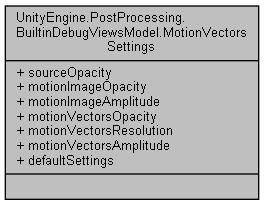 UnityEngine.PostProcessing.
BuiltinDebugViewsModel.MotionVectors
Settings
+ sourceOpacity
+ motionImageOpacity
+ motionImageAmplitude
+ motionVectorsOpacity
+ motionVectorsResolution
+ motionVectorsAmplitude
+ defaultSettings